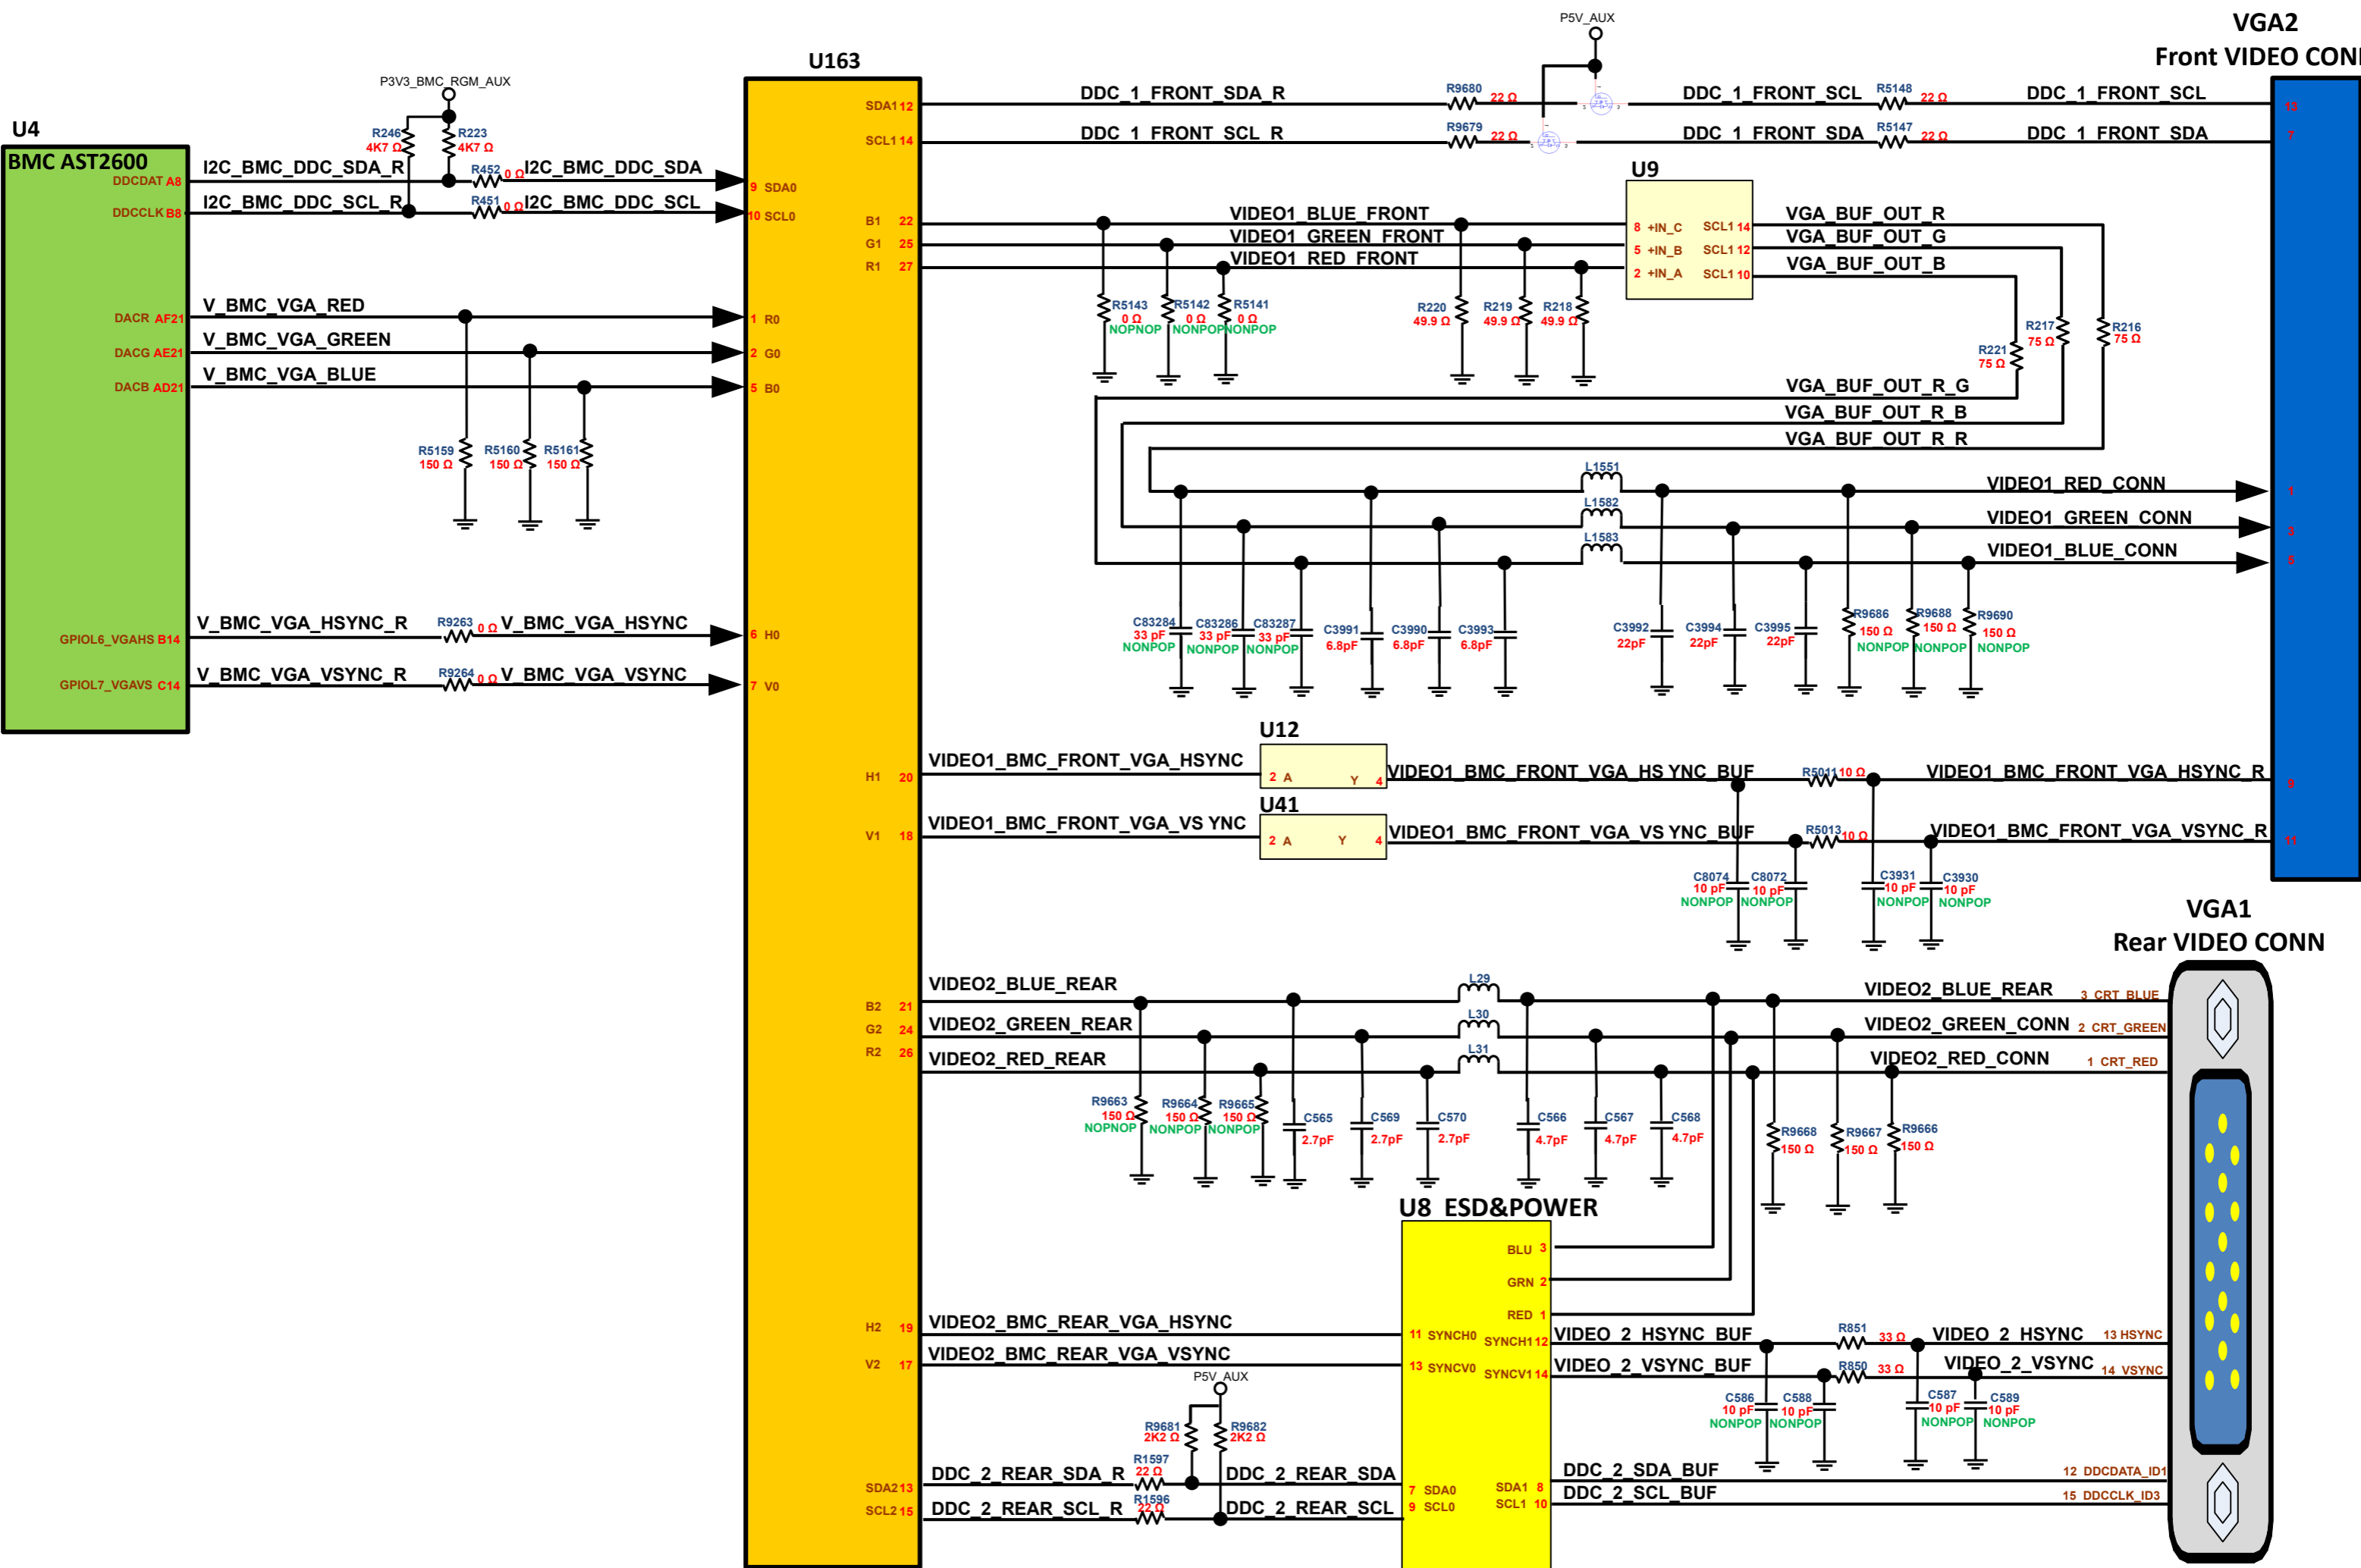 VGA2
Front VIDEO CON
P5V_AUX
U163
P3V3_BMC_RGM_AUX
U4
BMC AST2600
R246
4K7 Ω
R223
4K7 Ω
I2C_BMC_DDC_SDA_R
R452 0 Ω
I2C_BMC_DDC_SDA
DDCDAT A8
9 SDA0
I2C_BMC_DDC_SCL_R
R451 0 Ω
I2C_BMC_DDC_SCL
DDCCLK B8
10 SCL0
SDA1 12
DDC_1_FRONT_SDA_R
R9680 22 Ω
DDC_1_FRONT_SCL
R5148 22 Ω
DDC_1_FRONT_SCL
13
SCL1 14
DDC_1_FRONT_SCL_R
R9679 22 Ω
DDC_1_FRONT_SDA
R5147 22 Ω
DDC_1_FRONT_SDA
7
U9
B1 22
VIDEO1_BLUE_FRONT
8 +IN_C
SCL1 14
VGA_BUF_OUT_R
G1 25
VIDEO1_GREEN_FRONT
5 +IN_B
SCL1 12
VGA_BUF_OUT_G
R1 27
VIDEO1_RED_FRONT
2 +IN_A
SCL1 10
VGA_BUF_OUT_B
R5143
0 Ω
NOPNOP
R5142
0 Ω
NONPOP
R5141
0 Ω
NONPOP
R220
49.9 Ω
R219
49.9 Ω
R218
49.9 Ω
R221
75 Ω
R217
75 Ω
R216
75 Ω
V_BMC_VGA_RED
DACR AF21
1 R0
V_BMC_VGA_GREEN
DACG AE21
2 G0
V_BMC_VGA_BLUE
DACB AD21
5 B0
R5159
150 Ω
R5160
150 Ω
R5161
150 Ω
VGA_BUF_OUT_R_G
VGA_BUF_OUT_R_B
VGA_BUF_OUT_R_R
L1551
VIDEO1_RED_CONN
1
L1582
VIDEO1_GREEN_CONN
L1583
VIDEO1_BLUE_CONN
C83284
33 pF
NONPOP
C83286
33 pF
NONPOP
C83287
33 pF
NONPOP
C3991
6.8pF
C3990
6.8pF
C3993
6.8pF
C3992
22pF
C3994
22pF
C3995
22pF
R9686
150 Ω
NONPOP
R9688
150 Ω
NONPOP
R9690
150 Ω
NONPOP
V_BMC_VGA_HSYNC_R
R9263 0 Ω
V_BMC_VGA_HSYNC
GPIOL6_VGAHS B14
6 H0
V_BMC_VGA_VSYNC_R
R9264 0 Ω
V_BMC_VGA_VSYNC
GPIOL7_VGAVS C14
7 V0
U12
H1 20
VIDEO1_BMC_FRONT_VGA_HSYNC
2 A
Y 4
VIDEO1_BMC_FRONT_VGA_HS YNC_BUF
R5011 10 Ω
VIDEO1_BMC_FRONT_VGA_HSYNC_R
U41
V1 18
VIDEO1_BMC_FRONT_VGA_VS YNC
2 A
Y 4
VIDEO1_BMC_FRONT_VGA_VS YNC_BUF
R5013 10 Ω
VIDEO1_BMC_FRONT_VGA_VSYNC_R
11
C8074
10 pF
NONPOP
C8072
10 pF
NONPOP
C3931
10 pF
NONPOP
C3930
10 pF
NONPOP
VGA1
Rear VIDEO CONN
B2 21
VIDEO2_BLUE_REAR
L29
VIDEO2_BLUE_REAR
3 CRT_BLUE
G2 24
VIDEO2_GREEN_REAR
L30
VIDEO2_GREEN_CONN
2 CRT_GREEN
R2 26
VIDEO2_RED_REAR
L31
VIDEO2_RED_CONN
1 CRT_RED
R9663
150 Ω
NOPNOP
R9664
150 Ω
NONPOP
R9665
150 Ω
NONPOP
C565
2.7pF
C569
2.7pF
C570
2.7pF
C566
4.7pF
C567
4.7pF
C568
4.7pF
R9668
150 Ω
R9667
150 Ω
R9666
150 Ω
U8 ESD&POWER
BLU 3
GRN 2
RED 1
H2 19
VIDEO2_BMC_REAR_VGA_HSYNC
11 SYNCH0
SYNCH1 12
VIDEO_2_HSYNC_BUF
R851 33 Ω
VIDEO_2_HSYNC
13 HSYNC
V2 17
VIDEO2_BMC_REAR_VGA_VSYNC
13 SYNCV0
SYNCV1 14
VIDEO_2_VSYNC_BUF
R850 33 Ω
VIDEO_2_VSYNC
14 VSYNC
P5V_AUX
R9681
2K2 Ω
R9682
2K2 Ω
C586
10 pF
NONPOP
C588
10 pF
NONPOP
C587
10 pF
NONPOP
C589
10 pF
NONPOP
SDA2 13
DDC_2_REAR_SDA_R
R1597
22 Ω
DDC_2_REAR_SDA
7 SDA0
SDA1 8
DDC_2_SDA_BUF
12 DDCDATA_ID1
SCL2 15
DDC_2_REAR_SCL_R
R1596
22 Ω
DDC_2_REAR_SCL
9 SCL0
SCL1 10
DDC_2_SCL_BUF
15 DDCCLK_ID3